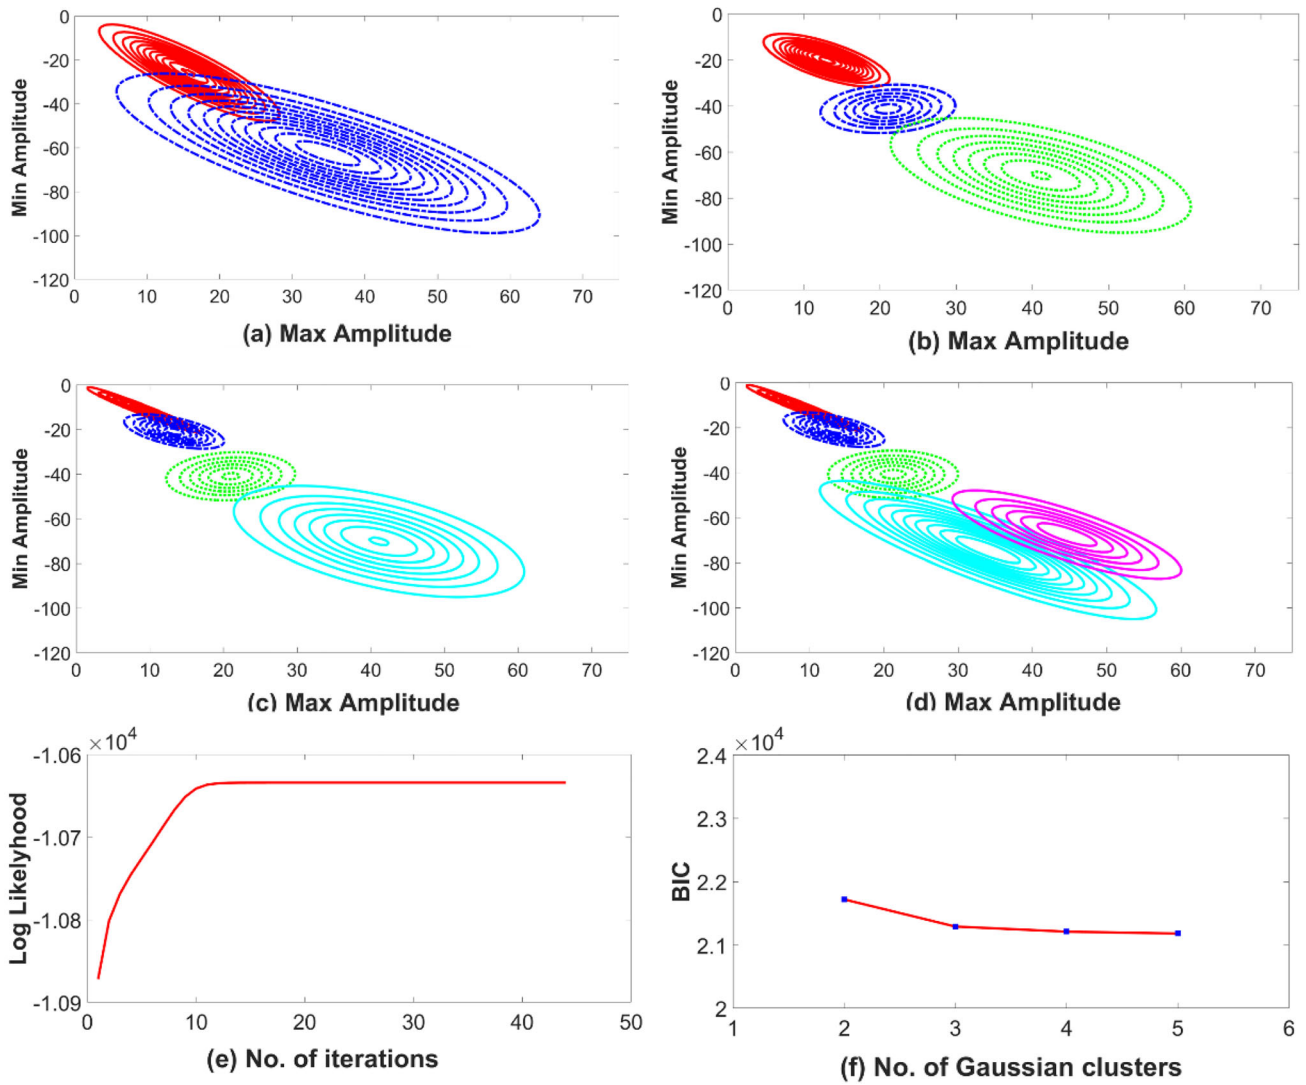 0
-20
-40
-60
-80
-100
-120
Min Amplitude
0 10 20 30 40 50 60 70
(a) Max Amplitude
0
-20
-40
-60
-80
-100
-120
Min Amplitude
0 10 20 30 40 50 60 70
(b) Max Amplitude
0
-20
-40
-60
-80
-100
-120
Min Amplitude
0 10 20 30 40 50 60 70
(c) Max Amplitude
0
-20
-40
-60
-80
-100
-120
Min Amplitude
0 10 20 30 40 50 60 70
(d) Max Amplitude
×10⁴
-1.06
-1.07
-1.08
-1.09
Log Likelyhood
0 10 20 30 40 50
(e) No. of iterations
×10⁴
2.4
2.3
2.2
2.1
2
BIC
1 2 3 4 5 6
(f) No. of Gaussian clusters